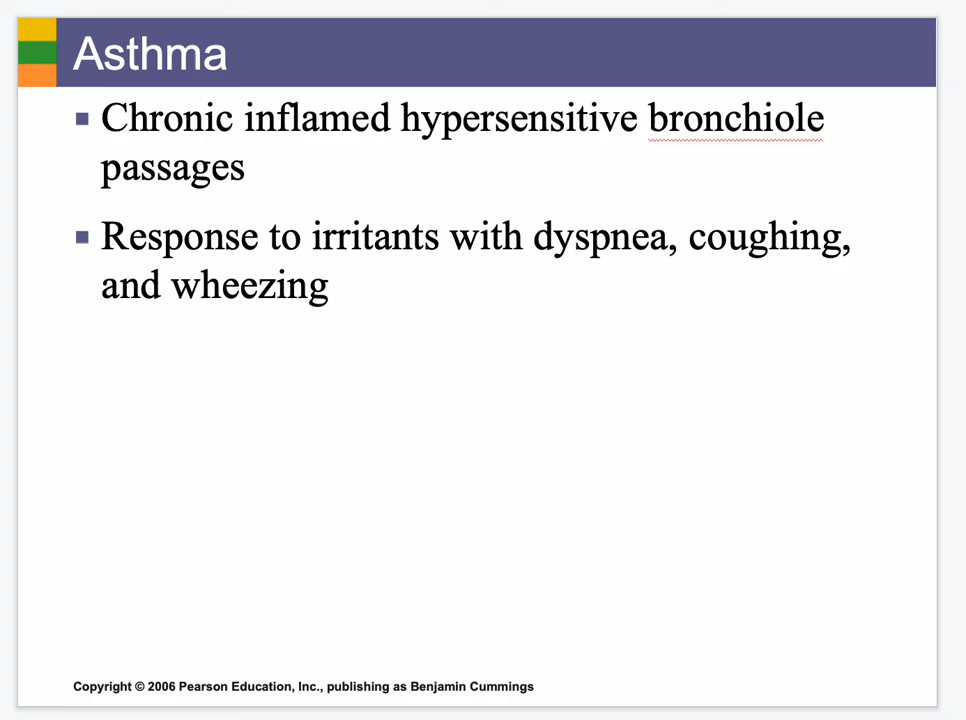 Asthma
Chronic inflamed hypersensitive bronchiole
passages
Response to irritants with dyspnea, coughing,
and wheezing
Copyright © 2006 Pearson Education, Inc., publishing as Benjamin Cummings